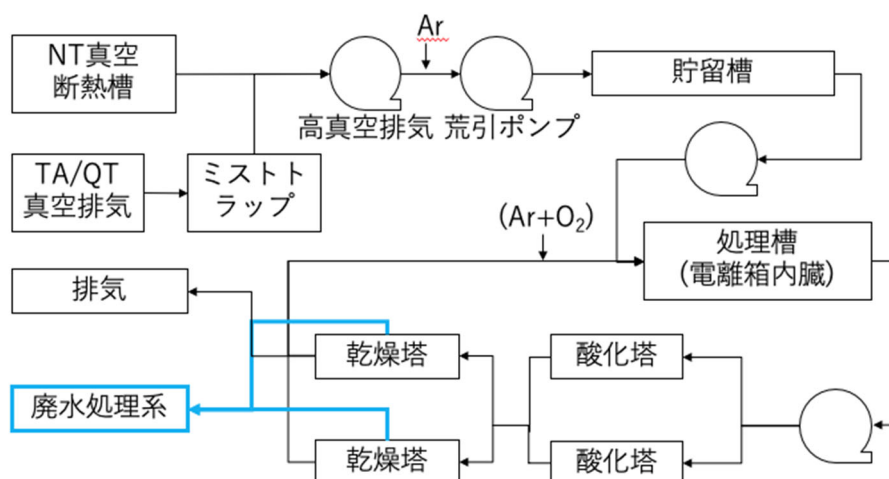 NT真空
断熱槽
Ar
高真空排気
荒引ポンプ
貯留槽
TA/QT
真空排気
ミストト
ラップ
(Ar+O₂)
処理槽
(電離箱内臓)
排気
乾燥塔
酸化塔
廃水処理系
乾燥塔
酸化塔